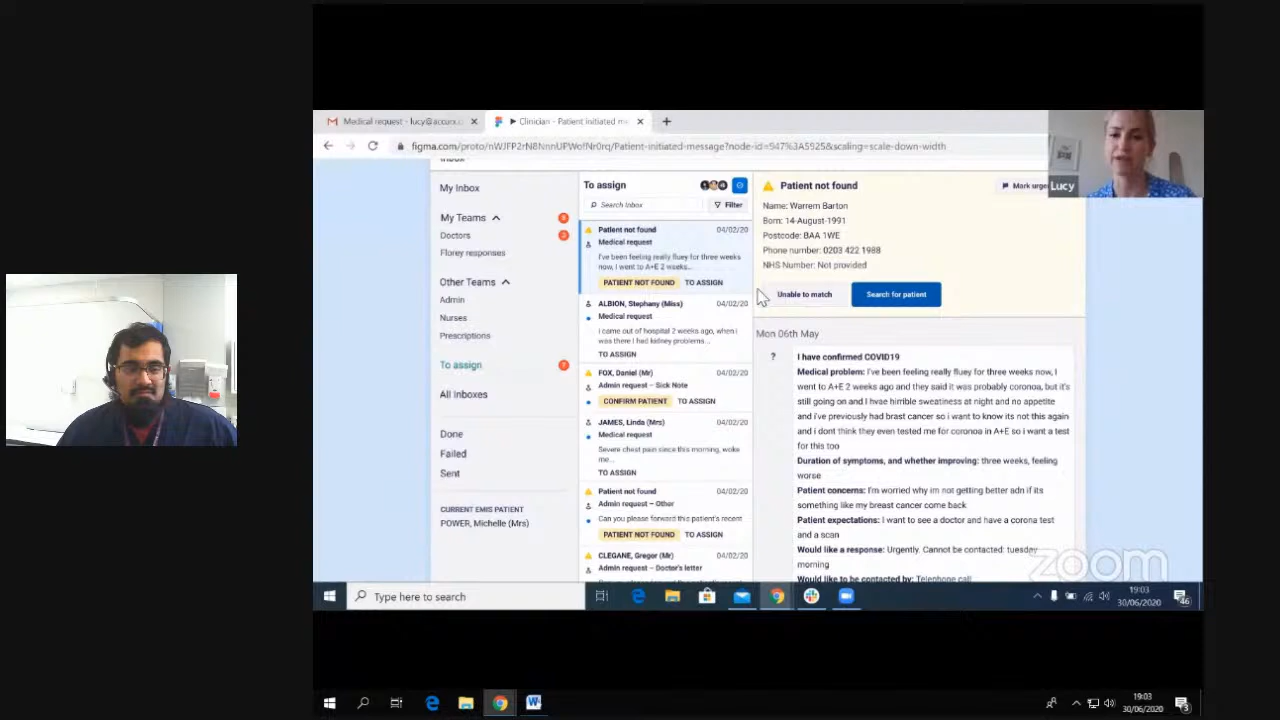 Medical request - lucy@accurx.c
Clinician - Patient initiated me
figma.com/proto/nWJFP2rN8NnnUPWofNr0rq/Patient-initiated-message?node-id=947%3A5925&scaling=scale-down-width
Lucy
Inbox
My Inbox
My Teams
Doctors
Florey responses
Other Teams
Admin
Nurses
Prescriptions
To assign
All Inboxes
Done
Failed
Sent
CURRENT EMIS PATIENT
POWER, Michelle (Mrs)
To assign
Search Inbox
Filter
Patient not found 04/02/20
Medical request
I've been feeling really fluey for three weeks
now, I went to A+E 2 weeks...
PATIENT NOT FOUND TO ASSIGN
ALBION, Stephany (Miss) 04/02/20
Medical request
I came out of hospital 2 weeks ago, when i
was there I had kidney problems...
TO ASSIGN
FOX, Daniel (Mr) 04/02/20
Admin request – Sick Note
CONFIRM PATIENT TO ASSIGN
JAMES, Linda (Mrs) 04/02/20
Medical request
Severe chest pain since this morning, woke
me...
TO ASSIGN
Patient not found 04/02/20
Admin request – Other
Can you please forward this patient's recent
PATIENT NOT FOUND TO ASSIGN
CLEGANE, Gregor (Mr) 04/02/20
Admin request – Doctor's letter
Patient not found
Mark urge
Name: Warrem Barton
Born: 14-August-1991
Postcode: BAA 1WE
Phone number: 0203 422 1988
NHS Number: Not provided
Unable to match
Search for patient
Mon 06th May
? I have confirmed COVID19
Medical problem: I've been feeling really fluey for three weeks now, I
went to A+E 2 weeks ago and they said it was probably coronoa, but it's
still going on and I hvae hirrible sweatiness at night and no appetite
and i've previously had brast cancer so i want to know its not this again
and i dont think they even tested me for coronoa in A+E so i want a test
for this too
Duration of symptoms, and whether improving: three weeks, feeling
worse
Patient concerns: I'm worried why im not getting better adn if its
something like my breast cancer come back
Patient expectations: I want to see a doctor and have a corona test
and a scan
Would like a response: Urgently. Cannot be contacted: tuesday
morning
Would like to be contacted by: Telephone call
zoom
Type here to search
19:03
30/06/2020
46
19:03
30/06/2020
3